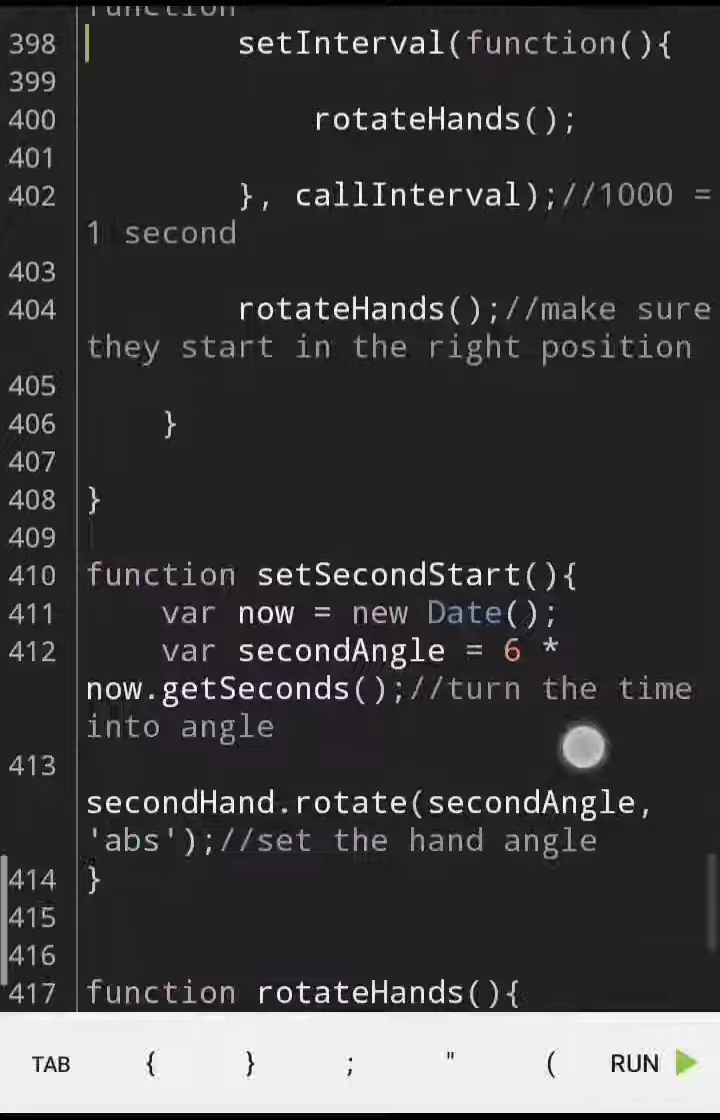 function
398 setInterval(function(){
399
400 rotateHands();
401
402 }, callInterval);//1000 =
1 second
403
404 rotateHands();//make sure
they start in the right position
405
406 }
407
408 }
409
410 function setSecondStart(){
411 var now = new Date();
412 var secondAngle = 6 *
now.getSeconds();//turn the time
into angle
413
secondHand.rotate(secondAngle,
'abs');//set the hand angle
414 }
415
416
417 function rotateHands(){
TAB { } ; " ( RUN